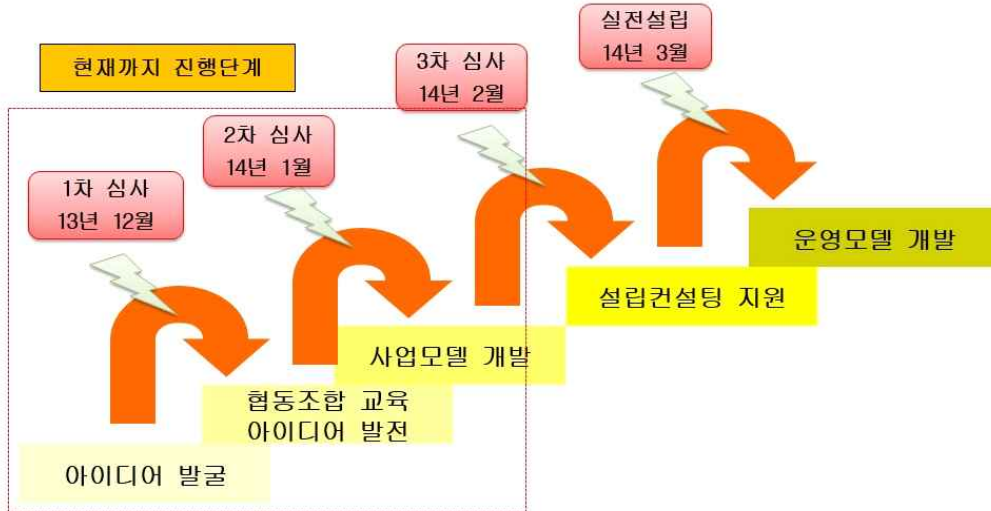 현재까지 진행단계
1차 심사
13년 12월
2차 심사
14년 1월
3차 심사
14년 2월
실전설립
14년 3월
아이디어 발굴
협동조합 교육
아이디어 발전
사업모델 개발
설립컨설팅 지원
운영모델 개발